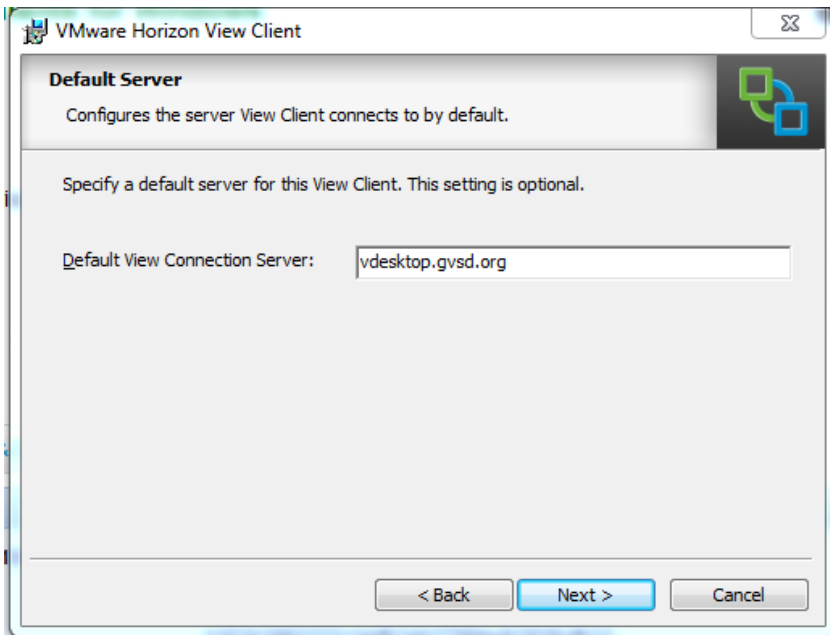 VMware Horizon View Client
Default Server
Configures the server View Client connects to by default.
Specify a default server for this View Client. This setting is optional.
Default View Connection Server: vdesktop.gvsd.org
< Back Next > Cancel